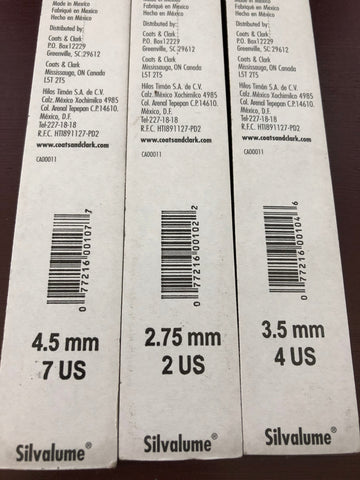 Made in Mexico
Fabriqué en Mexico
Hecho en México
Distributed by:
Coats & Clark
P.O. Box12229
Greenville, SC 29612
Coats & Clark
Mississauga, ON Canada
L5T 2T5
Hilos Timón S.A. de C.V.
Calz. México Xochimilco 4985
Col. Arenal Tepepan C.P.14610.
México, D.F.
Tel-227-18-18
R.F.C. HTI891127-PD2
www.coatsandclark.com
CA00011
0 77216 00107 7
4.5 mm
7 US
Silvalume®
Made in Mexico
Fabriqué en Mexico
Hecho en México
Distributed by:
Coats & Clark
P.O. Box12229
Greenville, SC 29612
Coats & Clark
Mississauga, ON Canada
L5T 2T5
Hilos Timón S.A. de C.V.
Calz. México Xochimilco 4985
Col. Arenal Tepepan C.P.14610.
México, D.F.
Tel-227-18-18
R.F.C. HTI891127-PD2
www.coatsandclark.com
CA00011
0 77216 00102 2
2.75 mm
2 US
Silvalume®
Made in Mexico
Fabriqué en Mexico
Hecho en México
Distributed by:
Coats & Clark
P.O. Box12229
Greenville, SC 29612
Coats & Clark
Mississauga, ON Canada
L5T 2T5
Hilos Timón S.A. de C.V.
Calz. México Xochimilco 4985
Col. Arenal Tepepan C.P.14610.
México, D.F.
Tel-227-18-18
R.F.C. HTI891127-PD2
www.coatsandclark.com
CA00011
0 77216 00104 6
3.5 mm
4 US
Silvalume®